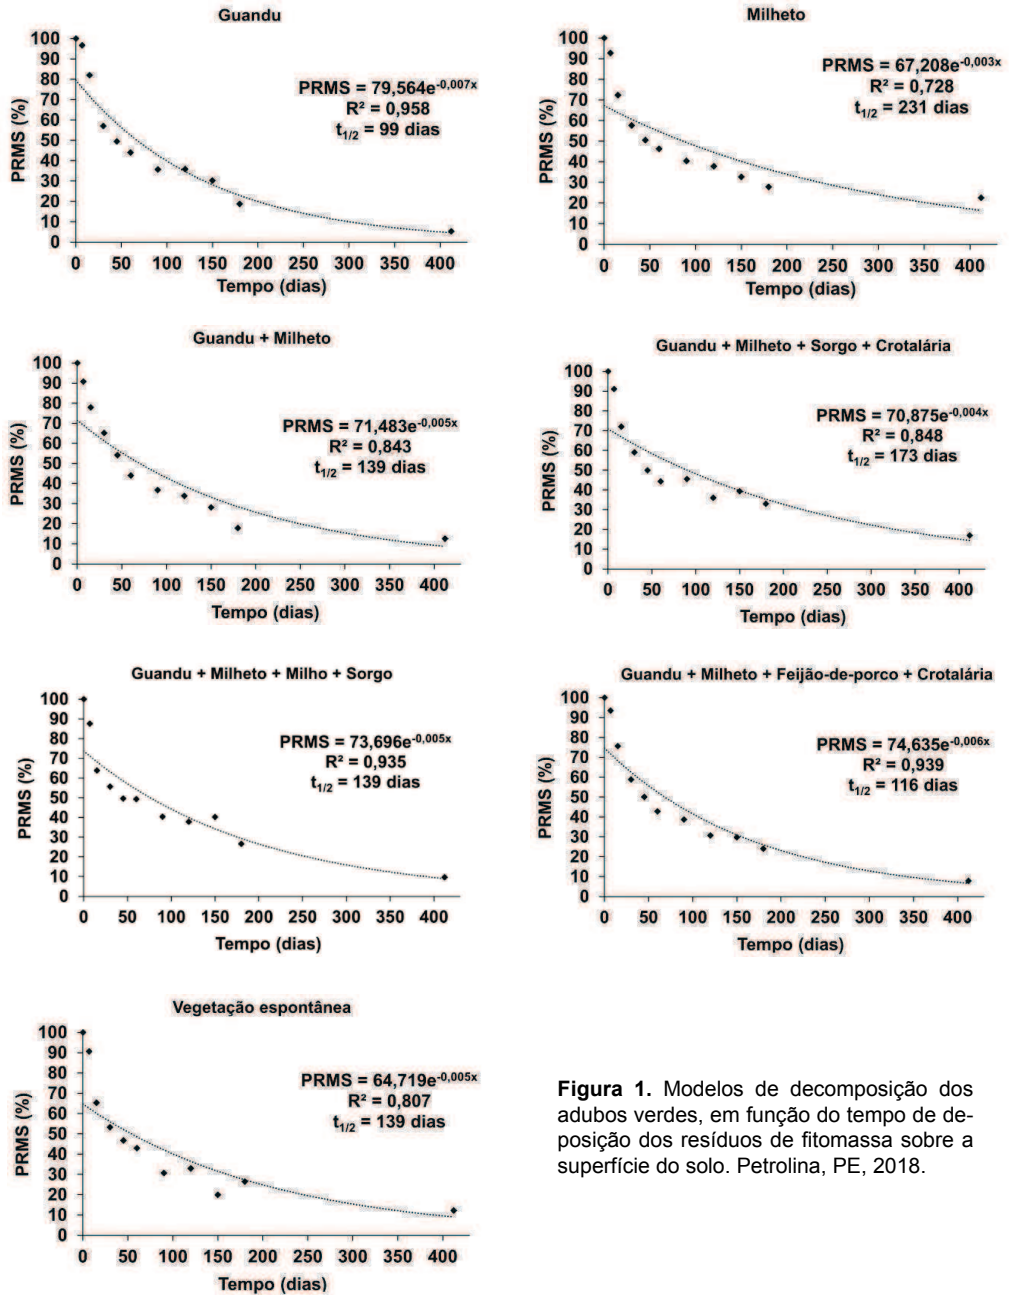 Guandu
100
90
80
70
60
50
40
30
20
10
0
PRMS (%)
PRMS = 79,564e^-0,007x
R² = 0,958
t1/2 = 99 dias
0 50 100 150 200 250 300 350 400
Tempo (dias)
Milheto
100
90
80
70
60
50
40
30
20
10
0
PRMS (%)
PRMS = 67,208e^-0,003x
R² = 0,728
t1/2 = 231 dias
0 50 100 150 200 250 300 350 400
Tempo (dias)
Guandu + Milheto
100
90
80
70
60
50
40
30
20
10
0
PRMS (%)
PRMS = 71,483e^-0,005x
R² = 0,843
t1/2 = 139 dias
0 50 100 150 200 250 300 350 400
Tempo (dias)
Guandu + Milheto + Sorgo + Crotalária
100
90
80
70
60
50
40
30
20
10
0
PRMS (%)
PRMS = 70,875e^-0,004x
R² = 0,848
t1/2 = 173 dias
0 50 100 150 200 250 300 350 400
Tempo (dias)
Guandu + Milheto + Milho + Sorgo
100
90
80
70
60
50
40
30
20
10
0
PRMS (%)
PRMS = 73,696e^-0,005x
R² = 0,935
t1/2 = 139 dias
0 50 100 150 200 250 300 350 400
Tempo (dias)
Guandu + Milheto + Feijão-de-porco + Crotalária
100
90
80
70
60
50
40
30
20
10
0
PRMS (%)
PRMS = 74,635e^-0,006x
R² = 0,939
t1/2 = 116 dias
0 50 100 150 200 250 300 350 400
Tempo (dias)
Vegetação espontânea
100
90
80
70
60
50
40
30
20
10
0
PRMS (%)
PRMS = 64,719e^-0,005x
R² = 0,807
t1/2 = 139 dias
0 50 100 150 200 250 300 350 400
Tempo (dias)
Figura 1. Modelos de decomposição dos
adubos verdes, em função do tempo de de-
posição dos resíduos de fitomassa sobre a
superfície do solo. Petrolina, PE, 2018.